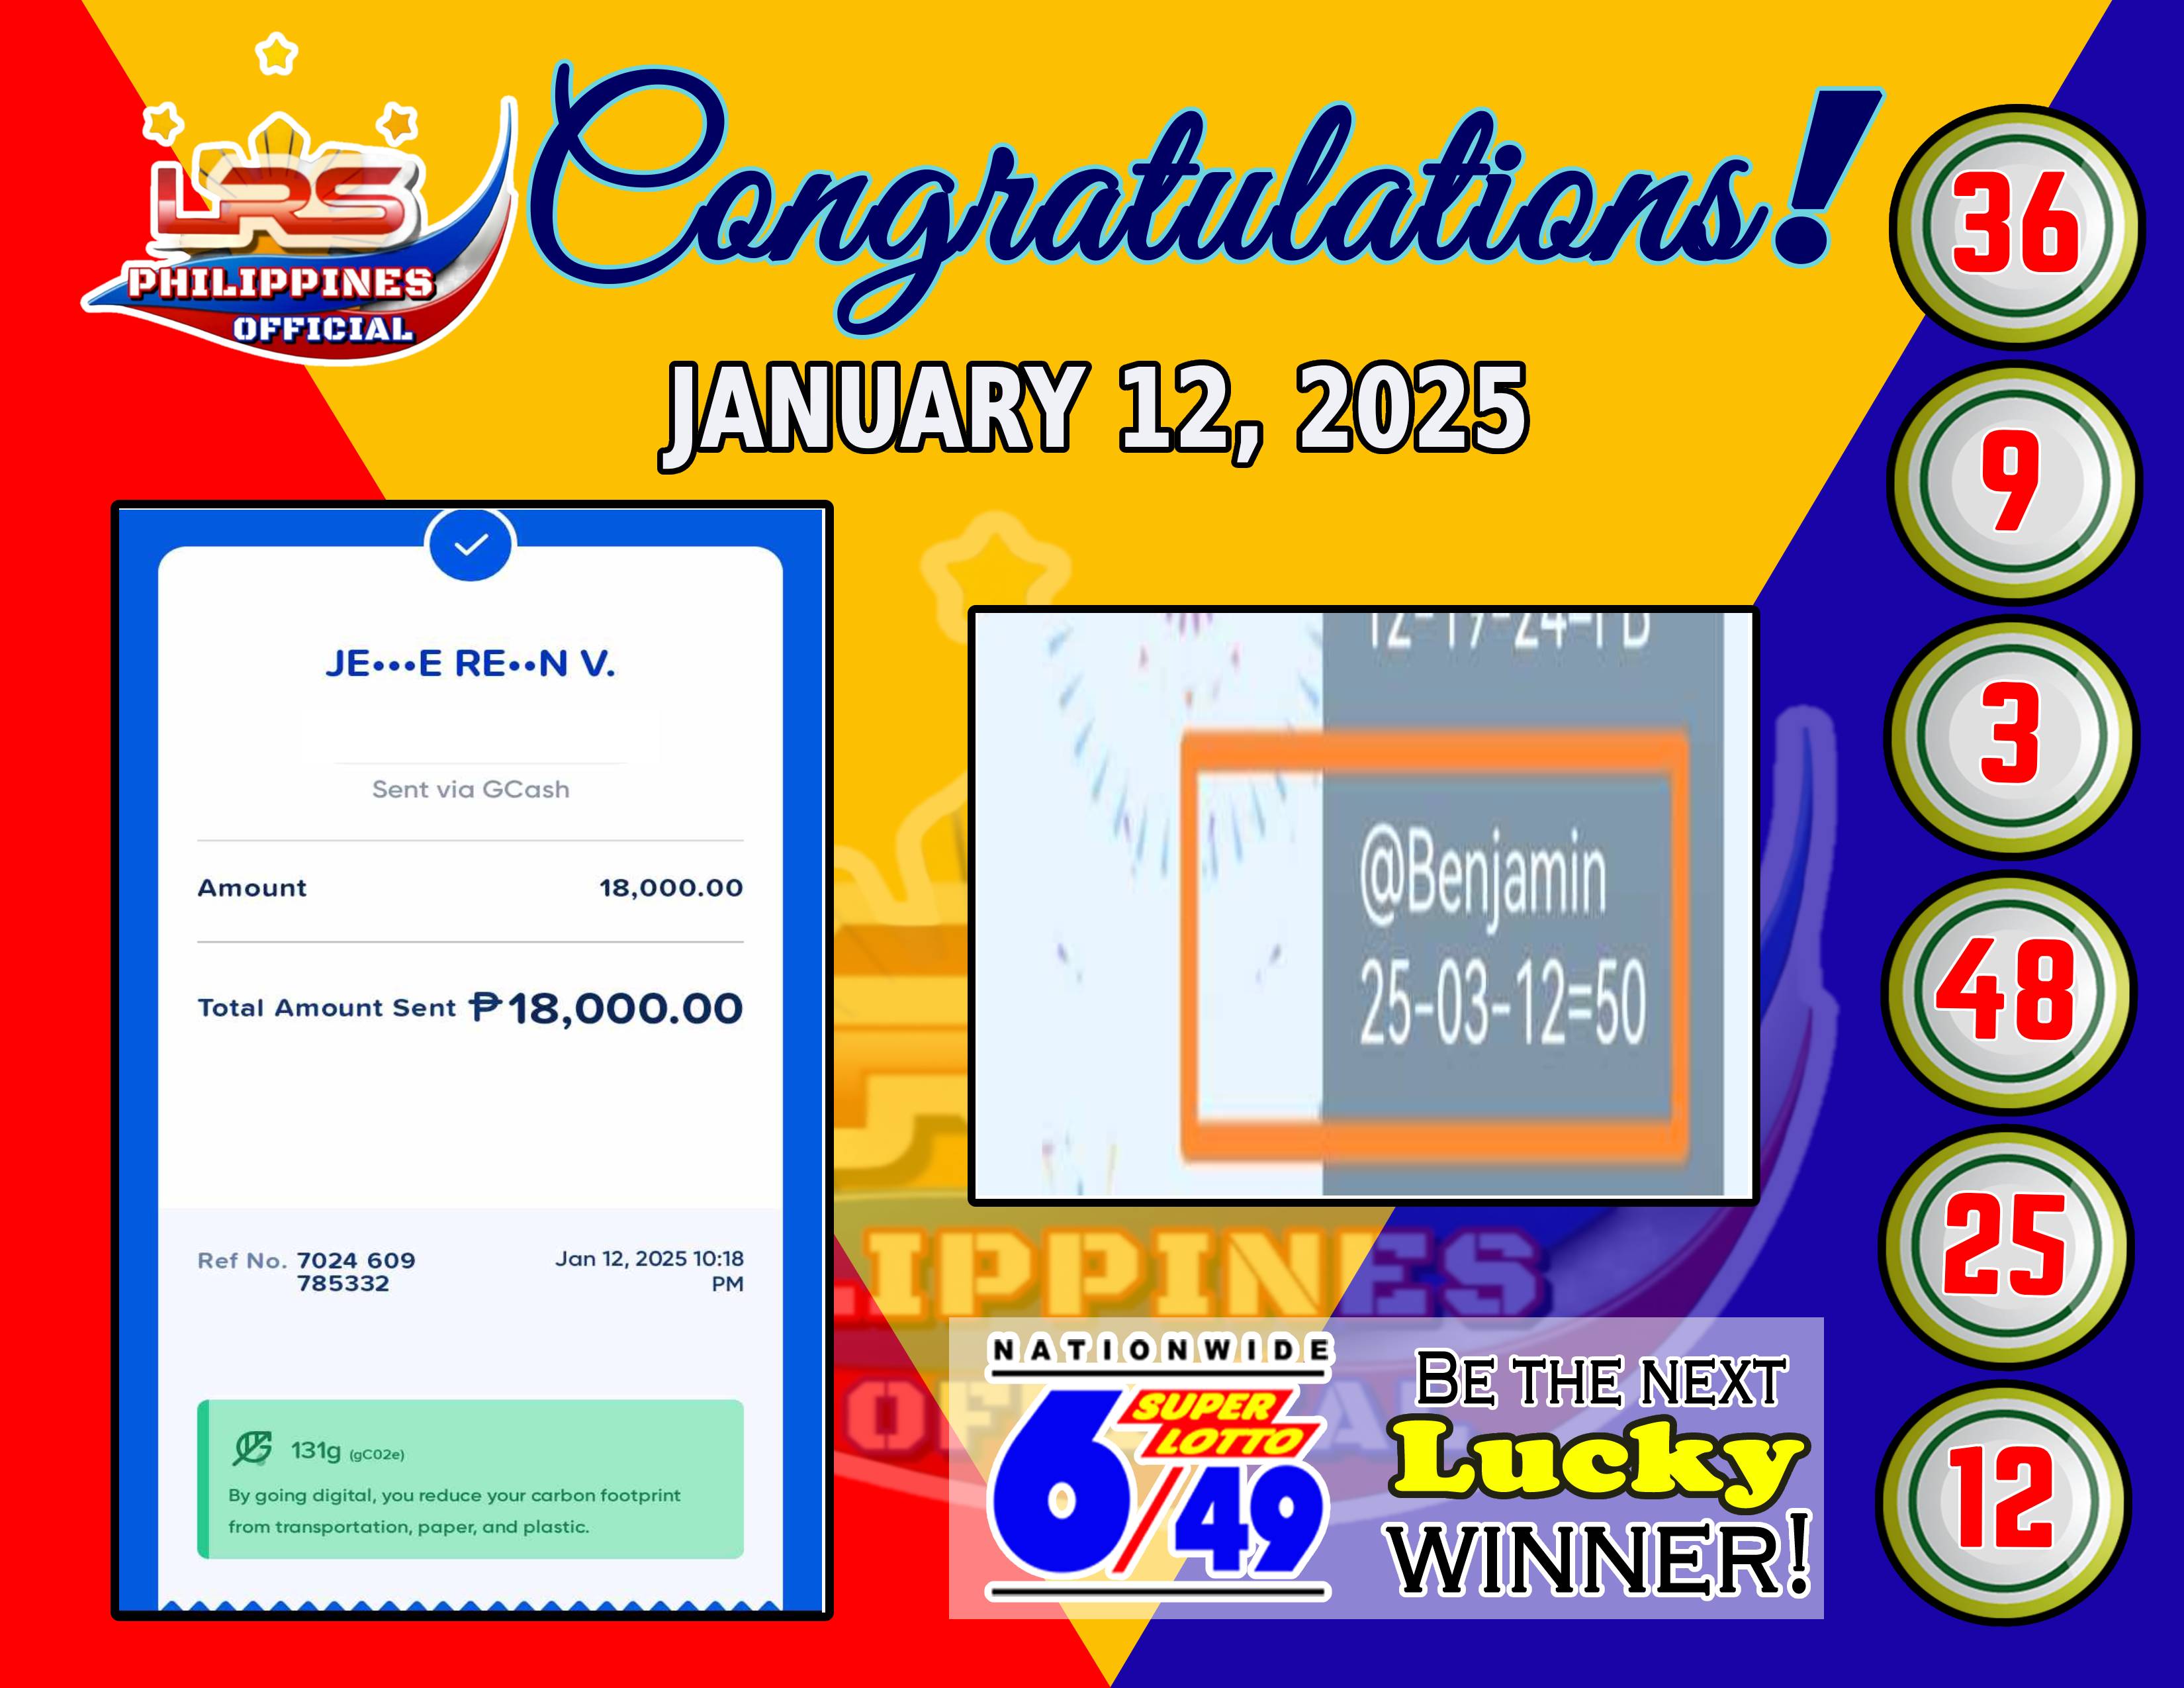 LRS
PHILIPPINES
OFFICIAL
Congratulations!
JANUARY 12, 2025
JE•••E RE••N V.
Sent via GCash
Amount 18,000.00
Total Amount Sent ₱18,000.00
Ref No. 7024 609
785332
Jan 12, 2025 10:18
PM
131g (gC02e)
By going digital, you reduce your carbon footprint
from transportation, paper, and plastic.
@Benjamin
25-03-12=50
LIPPINES
NATIONWIDE
SUPER
LOTTO
6/49
BE THE NEXT
Lucky
WINNER!
36
9
3
48
25
12